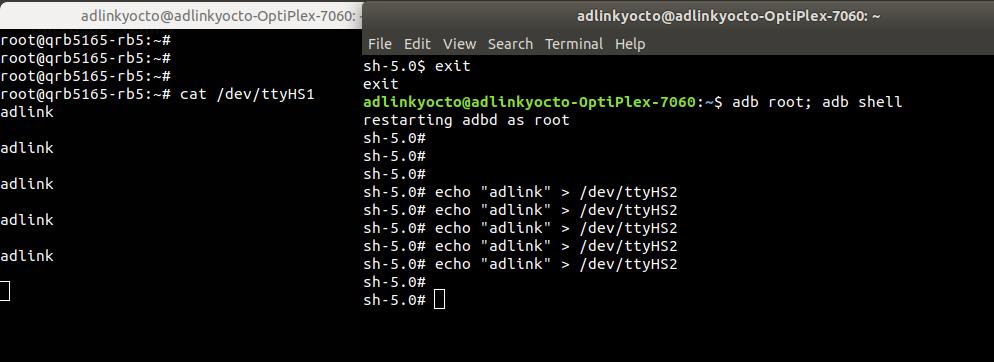 adlinkyocto@adlinkyocto-OptiPlex-7060: ~
root@qrb5165-rb5:~#
root@qrb5165-rb5:~#
root@qrb5165-rb5:~#
root@qrb5165-rb5:~# cat /dev/ttyHS1
adlink
adlink
adlink
adlink
adlink
adlinkyocto@adlinkyocto-OptiPlex-7060: ~
File Edit View Search Terminal Help
sh-5.0$ exit
exit
adlinkyocto@adlinkyocto-OptiPlex-7060:~$ adb root; adb shell
restarting adbd as root
sh-5.0#
sh-5.0#
sh-5.0#
sh-5.0# echo "adlink" > /dev/ttyHS2
sh-5.0# echo "adlink" > /dev/ttyHS2
sh-5.0# echo "adlink" > /dev/ttyHS2
sh-5.0# echo "adlink" > /dev/ttyHS2
sh-5.0# echo "adlink" > /dev/ttyHS2
sh-5.0#
sh-5.0#